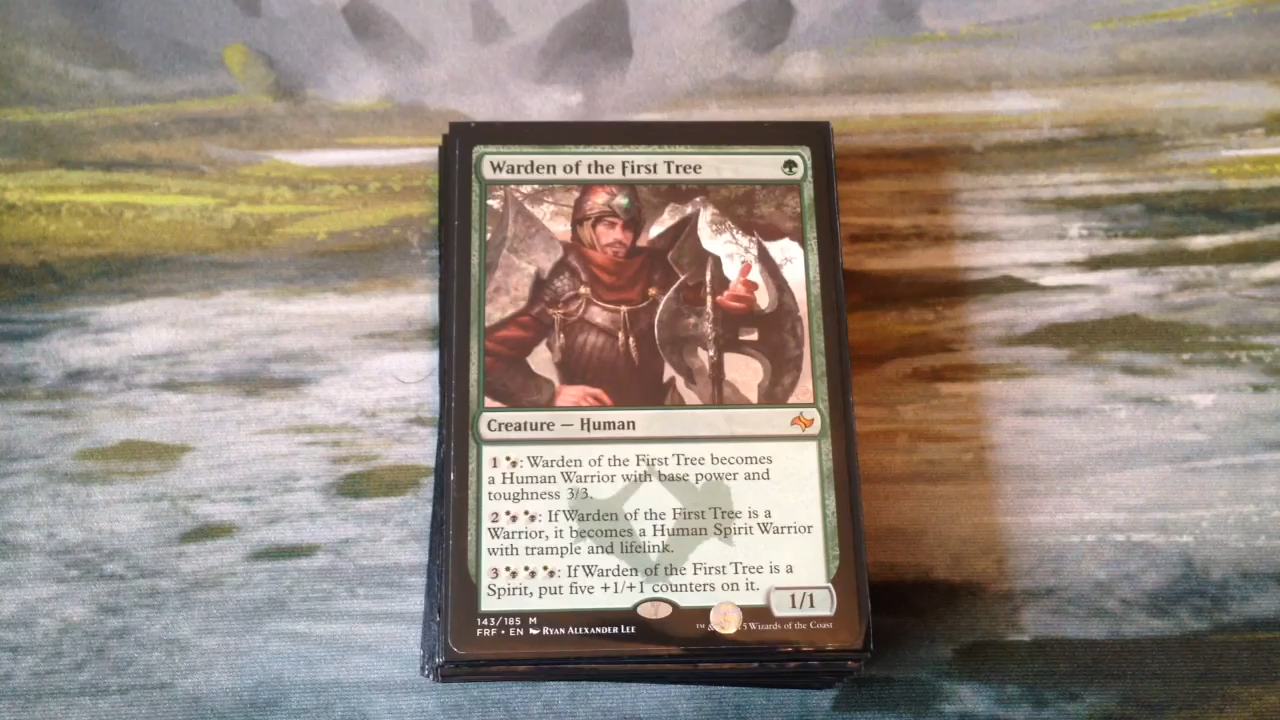 Warden of the First Tree
Creature — Human
1 : Warden of the First Tree becomes
a Human Warrior with base power and
toughness 3/3.
2 : If Warden of the First Tree is a
Warrior, it becomes a Human Spirit Warrior
with trample and lifelink.
3 : If Warden of the First Tree is a
Spirit, put five +1/+1 counters on it.
1/1
143/185 M
FRF • EN Ryan Alexander Lee
™ & 5 Wizards of the Coast